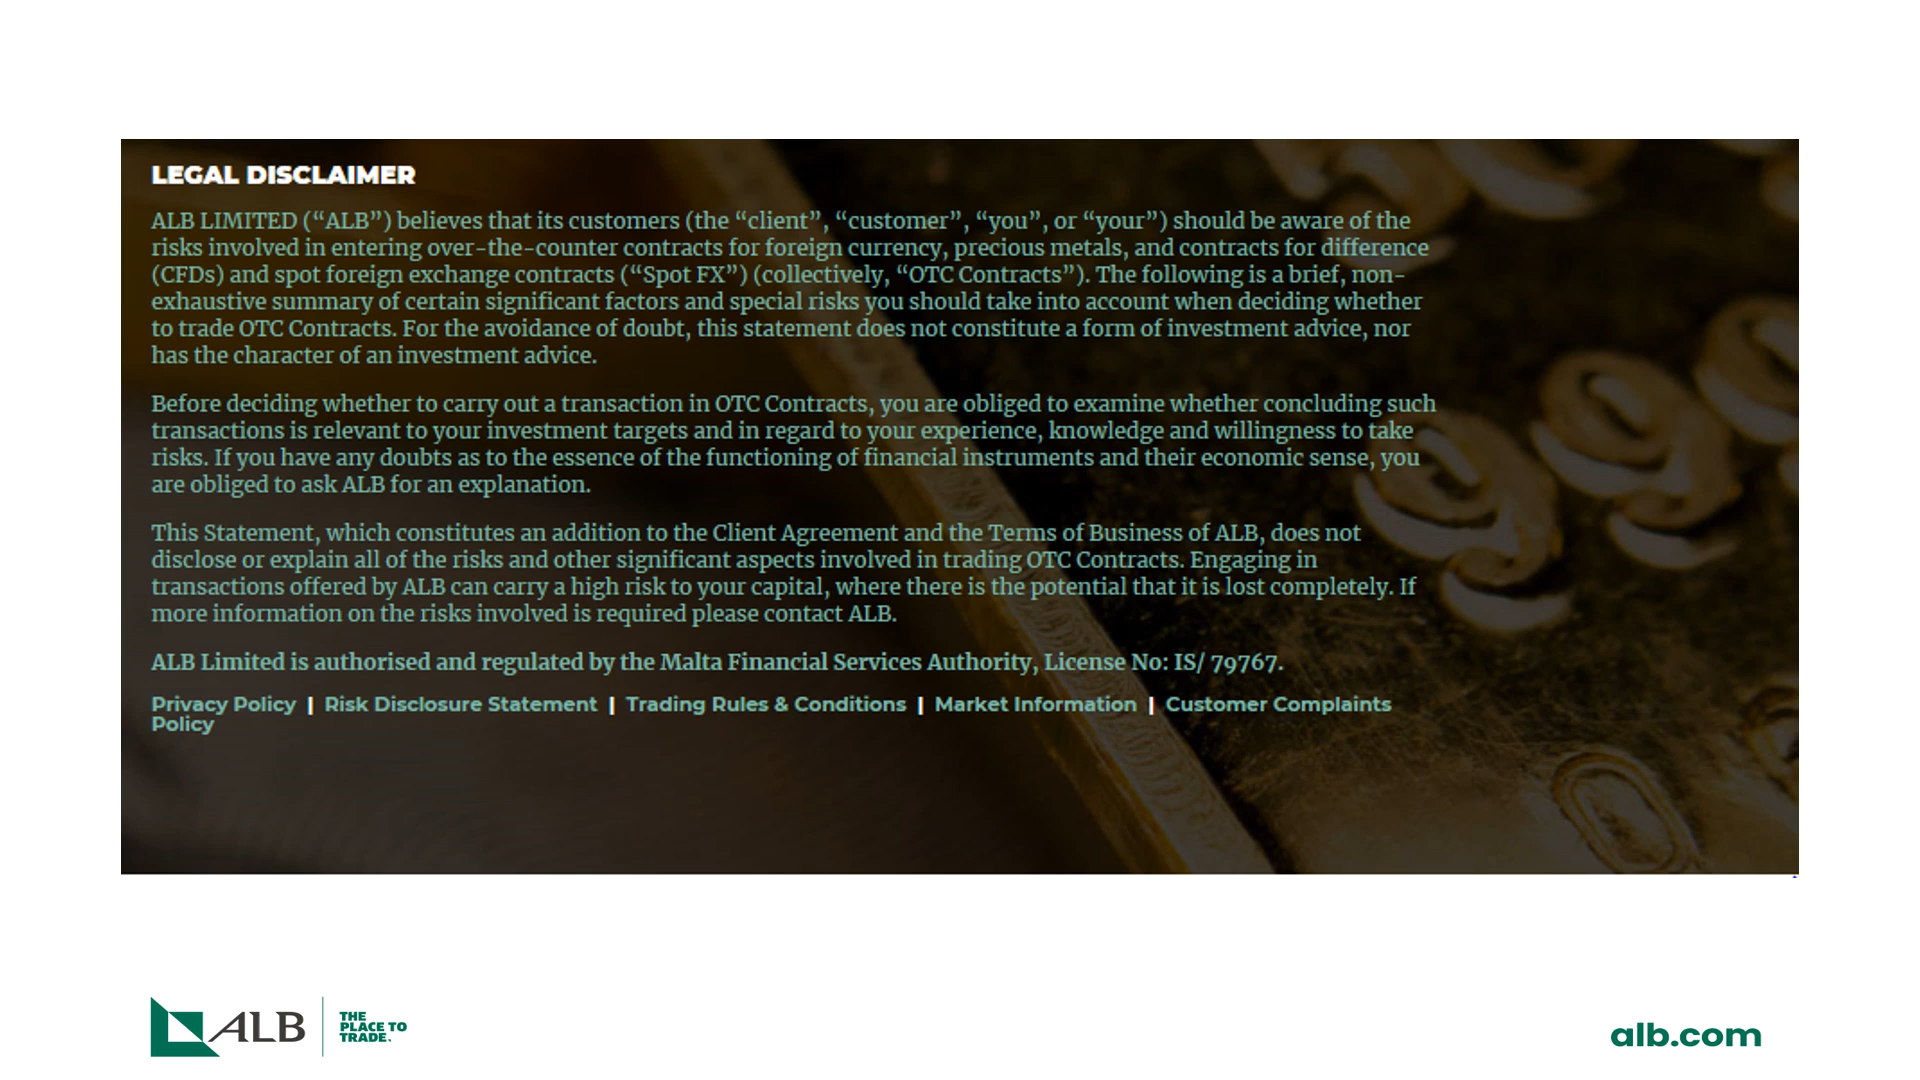 LEGAL DISCLAIMER
ALB LIMITED (“ALB”) believes that its customers (the “client”, “customer”, “you”, or “your”) should be aware of the
risks involved in entering over-the-counter contracts for foreign currency, precious metals, and contracts for difference
(CFDs) and spot foreign exchange contracts (“Spot FX”) (collectively, “OTC Contracts”). The following is a brief, non-
exhaustive summary of certain significant factors and special risks you should take into account when deciding whether
to trade OTC Contracts. For the avoidance of doubt, this statement does not constitute a form of investment advice, nor
has the character of an investment advice.
Before deciding whether to carry out a transaction in OTC Contracts, you are obliged to examine whether concluding such
transactions is relevant to your investment targets and in regard to your experience, knowledge and willingness to take
risks. If you have any doubts as to the essence of the functioning of financial instruments and their economic sense, you
are obliged to ask ALB for an explanation.
This Statement, which constitutes an addition to the Client Agreement and the Terms of Business of ALB, does not
disclose or explain all of the risks and other significant aspects involved in trading OTC Contracts. Engaging in
transactions offered by ALB can carry a high risk to your capital, where there is the potential that it is lost completely. If
more information on the risks involved is required please contact ALB.
ALB Limited is authorised and regulated by the Malta Financial Services Authority, License No: IS/ 79767.
Privacy Policy | Risk Disclosure Statement | Trading Rules & Conditions | Market Information | Customer Complaints
Policy
ALB
THE
PLACE TO
TRADE.
alb.com